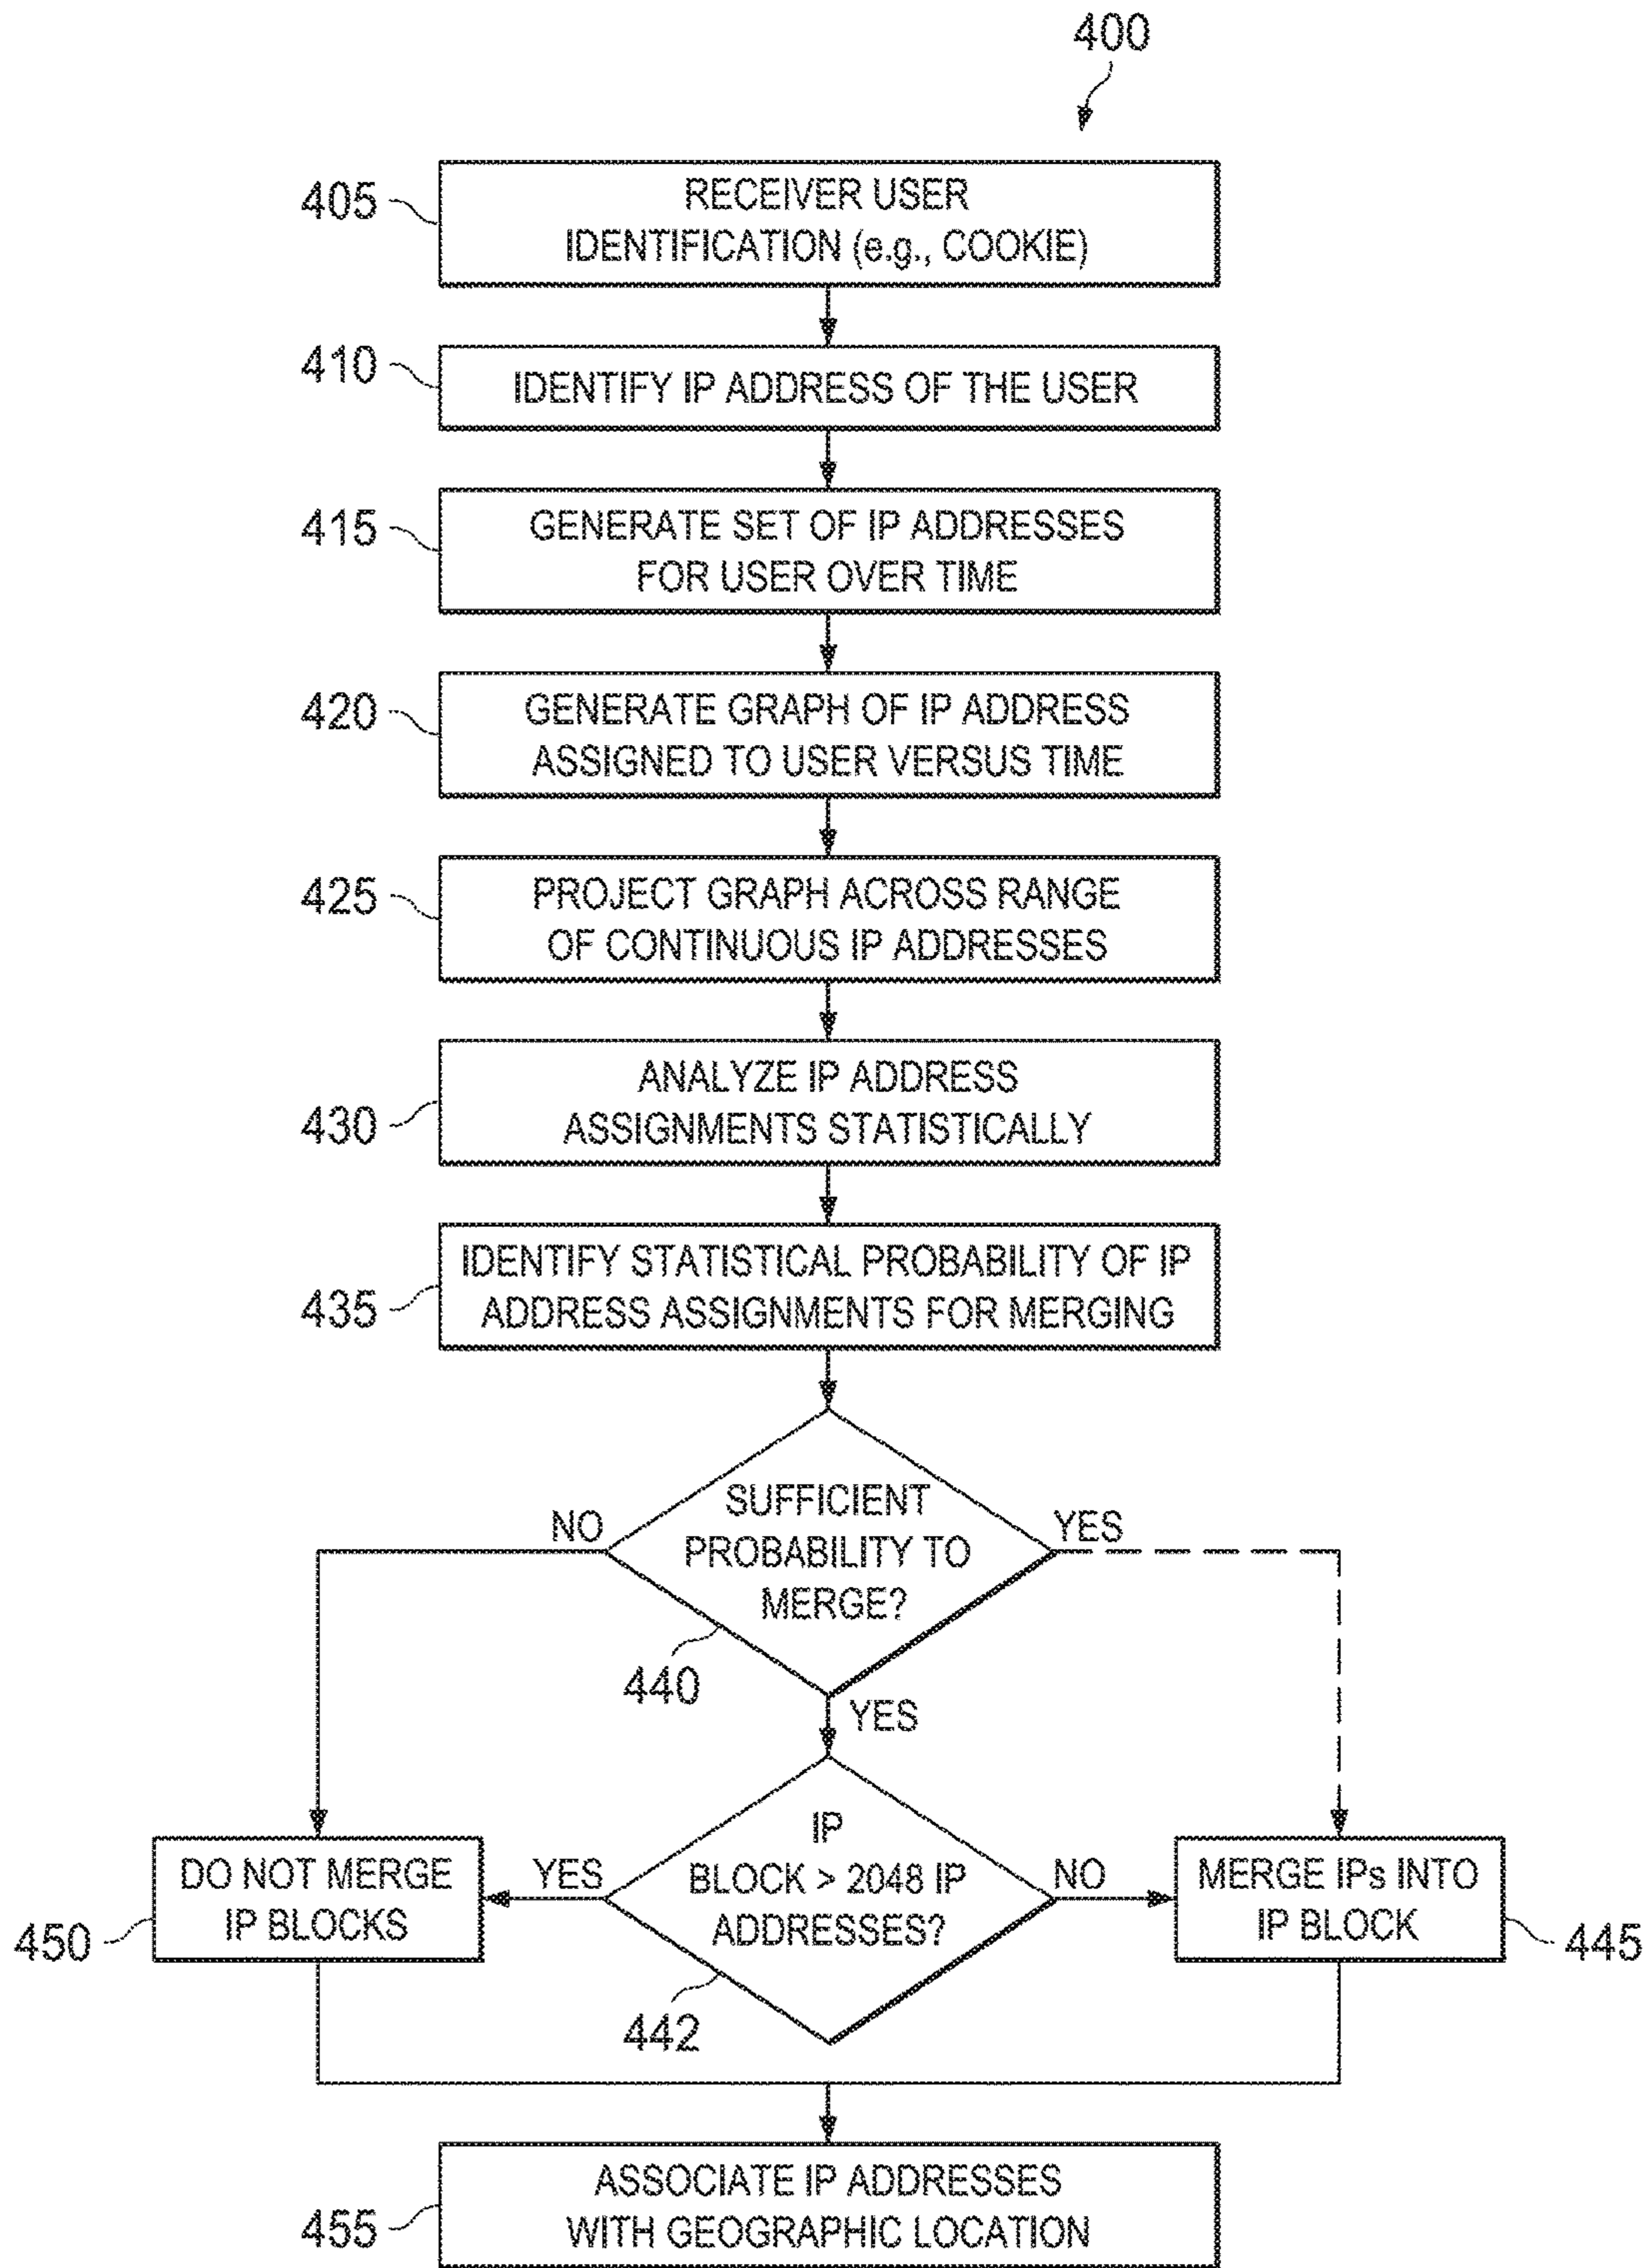 400
405
RECEIVER USER
IDENTIFICATION (e.g., COOKIE)
410
IDENTIFY IP ADDRESS OF THE USER
415
GENERATE SET OF IP ADDRESSES
FOR USER OVER TIME
420
GENERATE GRAPH OF IP ADDRESS
ASSIGNED TO USER VERSUS TIME
425
PROJECT GRAPH ACROSS RANGE
OF CONTINUOUS IP ADDRESSES
430
ANALYZE IP ADDRESS
ASSIGNMENTS STATISTICALLY
435
IDENTIFY STATISTICAL PROBABILITY OF IP
ADDRESS ASSIGNMENTS FOR MERGING
NO
SUFFICIENT
PROBABILITY TO
MERGE?
YES
440
YES
450
DO NOT MERGE
IP BLOCKS
YES
IP
BLOCK > 2048 IP
ADDRESSES?
NO
442
MERGE IPs INTO
IP BLOCK
445
455
ASSOCIATE IP ADDRESSES
WITH GEOGRAPHIC LOCATION